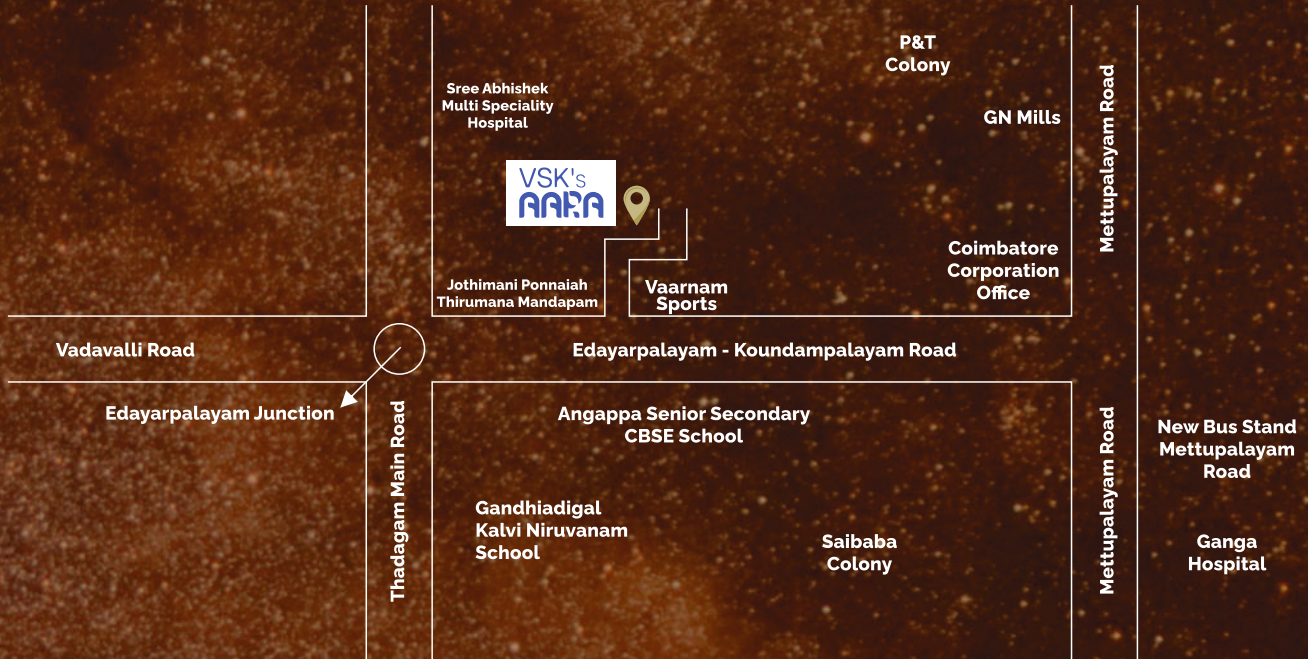 P&T
Colony
Sree Abhishek
Multi Speciality
Hospital
GN Mills
Mettupalayam Road
VSK's
AARA
Coimbatore
Corporation
Office
Jothimani Ponnaiah
Thirumana Mandapam
Vaarnam
Sports
Vadavalli Road
Edayarpalayam - Koundampalayam Road
Edayarpalayam Junction
Thadagam Main Road
Angappa Senior Secondary
CBSE School
Mettupalayam Road
New Bus Stand
Mettupalayam
Road
Gandhiadigal
Kalvi Niruvanam
School
Saibaba
Colony
Ganga
Hospital